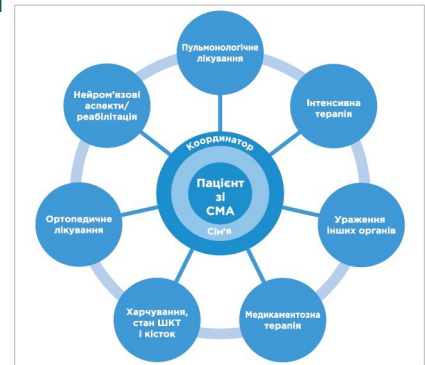 Пульмонологічне
лікування
Нейром’язові
аспекти/
реабілітація
Інтенсивна
терапія
Координатор
Пацієнт
зі
СМА
Сім’я
Ортопедичне
лікування
Ураження
інших органів
Харчування,
стан ШКТ
і кісток
Медикаментозна
терапія